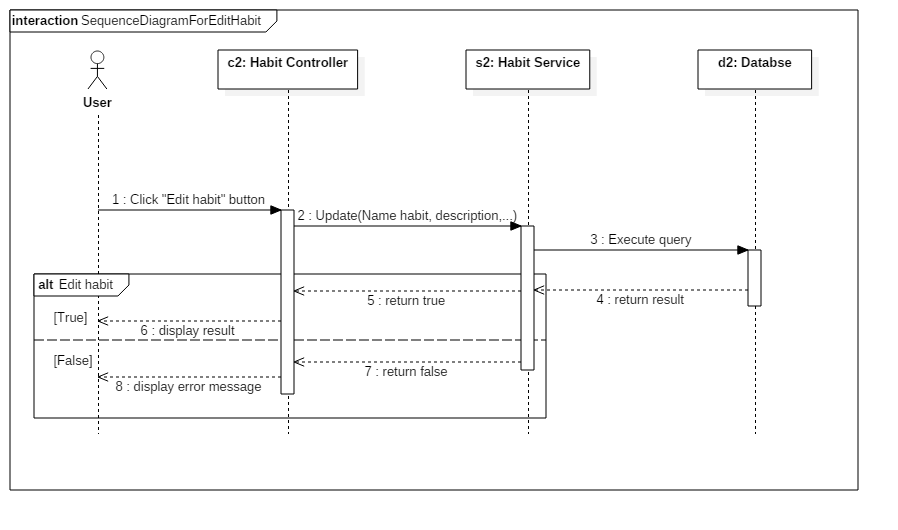 interaction SequenceDiagramForEditHabit
User
c2: Habit Controller
s2: Habit Service
d2: Databse
1 : Click "Edit habit" button
2 : Update(Name habit, description,...)
3 : Execute query
alt Edit habit
5 : return true
4 : return result
[True]
6 : display result
[False]
7 : return false
8 : display error message